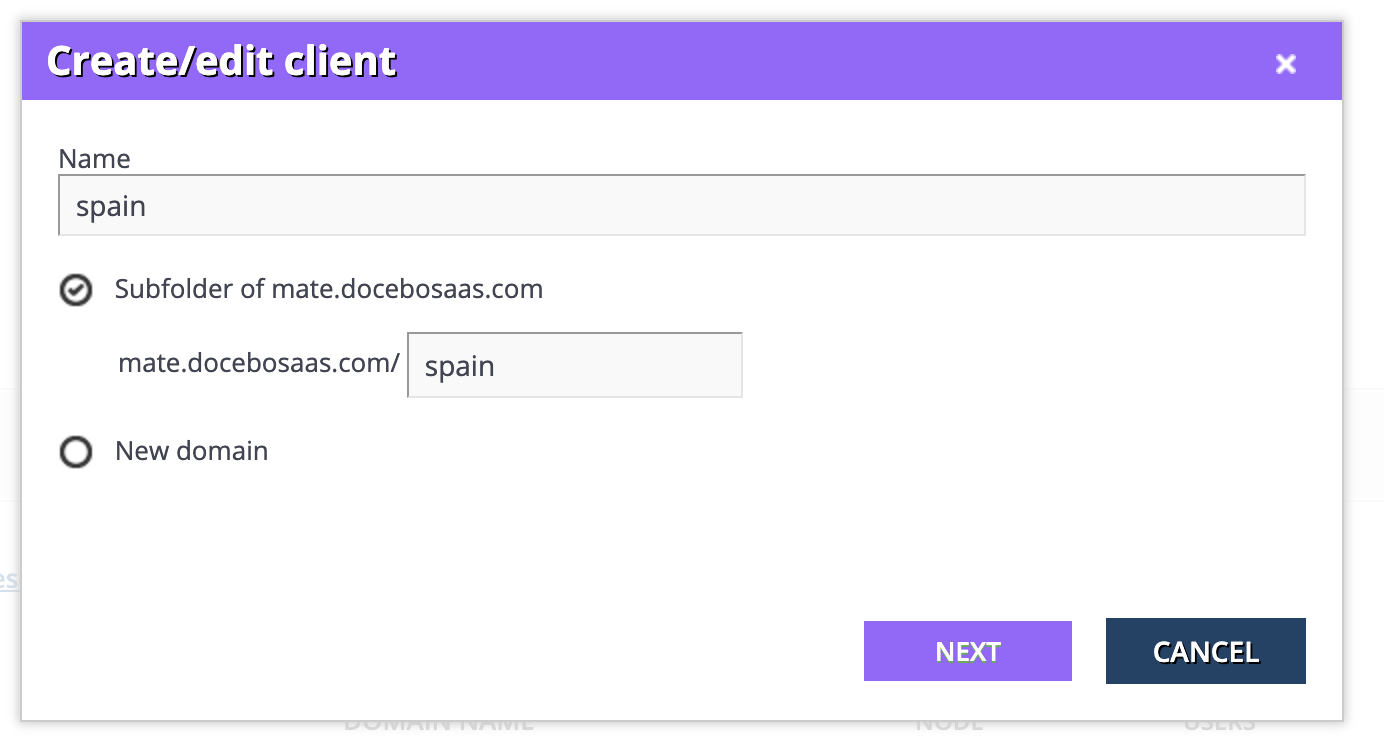 Create/edit client
Name
spain
Subfolder of mate.docebosaas.com
mate.docebosaas.com/ spain
New domain
es
NEXT CANCEL
DOMAIN NAME NODE USERS